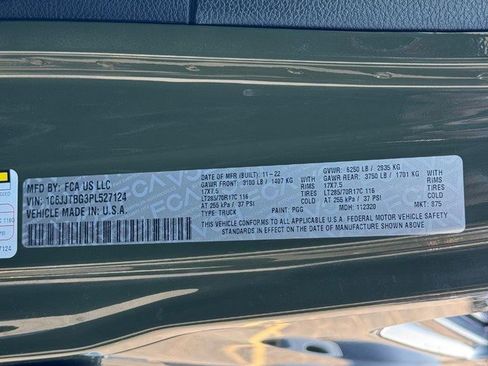 MFD BY: FCA US LLC
VIN: 1C6JJTBG3PL527124
VEHICLE MADE IN: U.S.A.
DATE OF MFR (BUILT): 11-22
GAWR FRONT: 3100 LB / 1407 KG
17X7.5
LT285/70R17C 116
AT 255 kPa / 37 PSI
TYPE: TRUCK
GVWR: 6250 LB / 2835 KG
GAWR REAR: 3750 LB / 1701 KG
17X7.5
TIRES
COLD
LT285/70R17C 116
AT 255 kPa / 37 PSI
TIRES
COLD
PAINT: PGG
MDH: 112320
MKT: 875
THIS VEHICLE CONFORMS TO ALL APPLICABLE U.S.A. FEDERAL MOTOR VEHICLE SAFETY
STANDARDS IN EFFECT ON THE DATE OF MANUFACTURE SHOWN ABOVE
PSI
7124